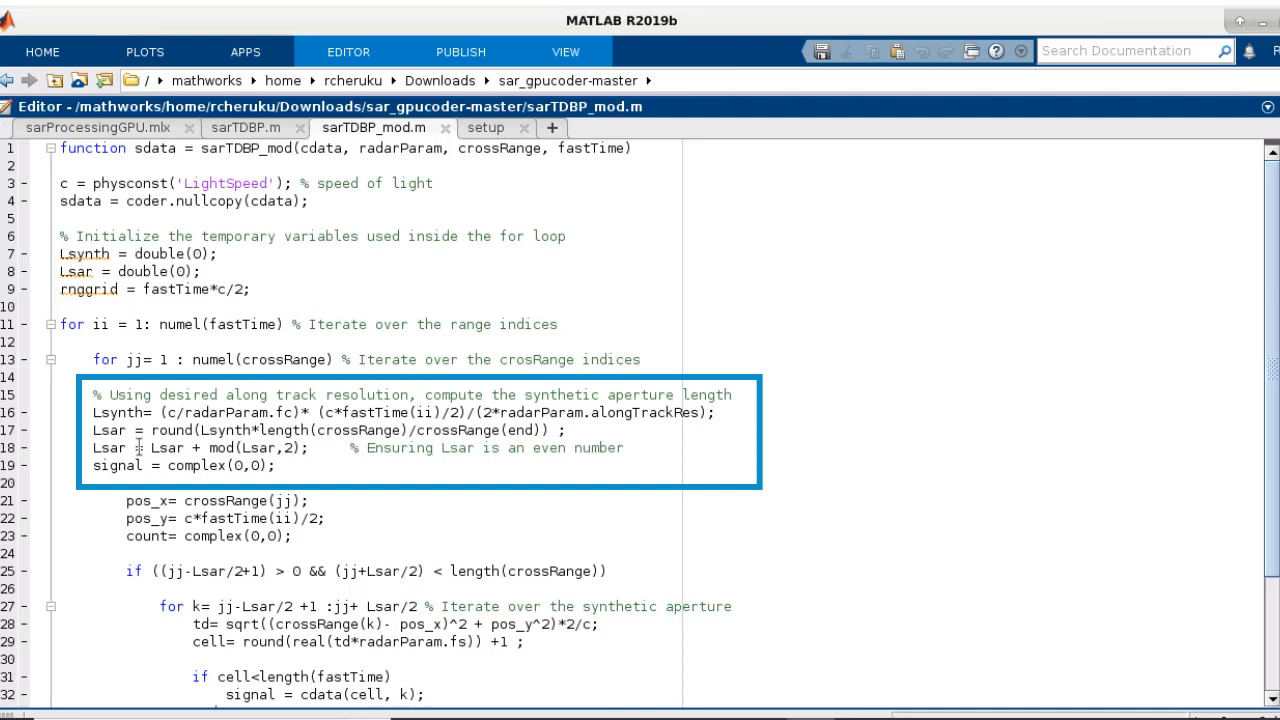 MATLAB R2019b
HOME PLOTS APPS EDITOR PUBLISH VIEW Search Documentation
/ mathworks home rcheruku Downloads sar_gpucoder-master
Editor - /mathworks/home/rcheruku/Downloads/sar_gpucoder-master/sarTDBP_mod.m
sarProcessingGPU.mlx sarTDBP.m sarTDBP_mod.m setup
1 function sdata = sarTDBP_mod(cdata, radarParam, crossRange, fastTime)
2
3 - c = physconst('LightSpeed'); % speed of light
4 - sdata = coder.nullcopy(cdata);
5
6 % Initialize the temporary variables used inside the for loop
7 - Lsynth = double(0);
8 - Lsar = double(0);
9 - rnggrid = fastTime*c/2;
10
11 - for ii = 1: numel(fastTime) % Iterate over the range indices
12
13 - for jj= 1 : numel(crossRange) % Iterate over the crosRange indices
14
15 % Using desired along track resolution, compute the synthetic aperture length
16 - Lsynth= (c/radarParam.fc)* (c*fastTime(ii)/2)/(2*radarParam.alongTrackRes);
17 - Lsar = round(Lsynth*length(crossRange)/crossRange(end)) ;
18 - Lsar = Lsar + mod(Lsar,2); % Ensuring Lsar is an even number
19 - signal = complex(0,0);
20
21 - pos_x= crossRange(jj);
22 - pos_y= c*fastTime(ii)/2;
23 - count= complex(0,0);
24
25 - if ((jj-Lsar/2+1) > 0 && (jj+Lsar/2) < length(crossRange))
26
27 - for k= jj-Lsar/2 +1 :jj+ Lsar/2 % Iterate over the synthetic aperture
28 - td= sqrt((crossRange(k)- pos_x)^2 + pos_y^2)*2/c;
29 - cell= round(real(td*radarParam.fs)) +1 ;
30
31 - if cell<length(fastTime)
32 - signal = cdata(cell, k);